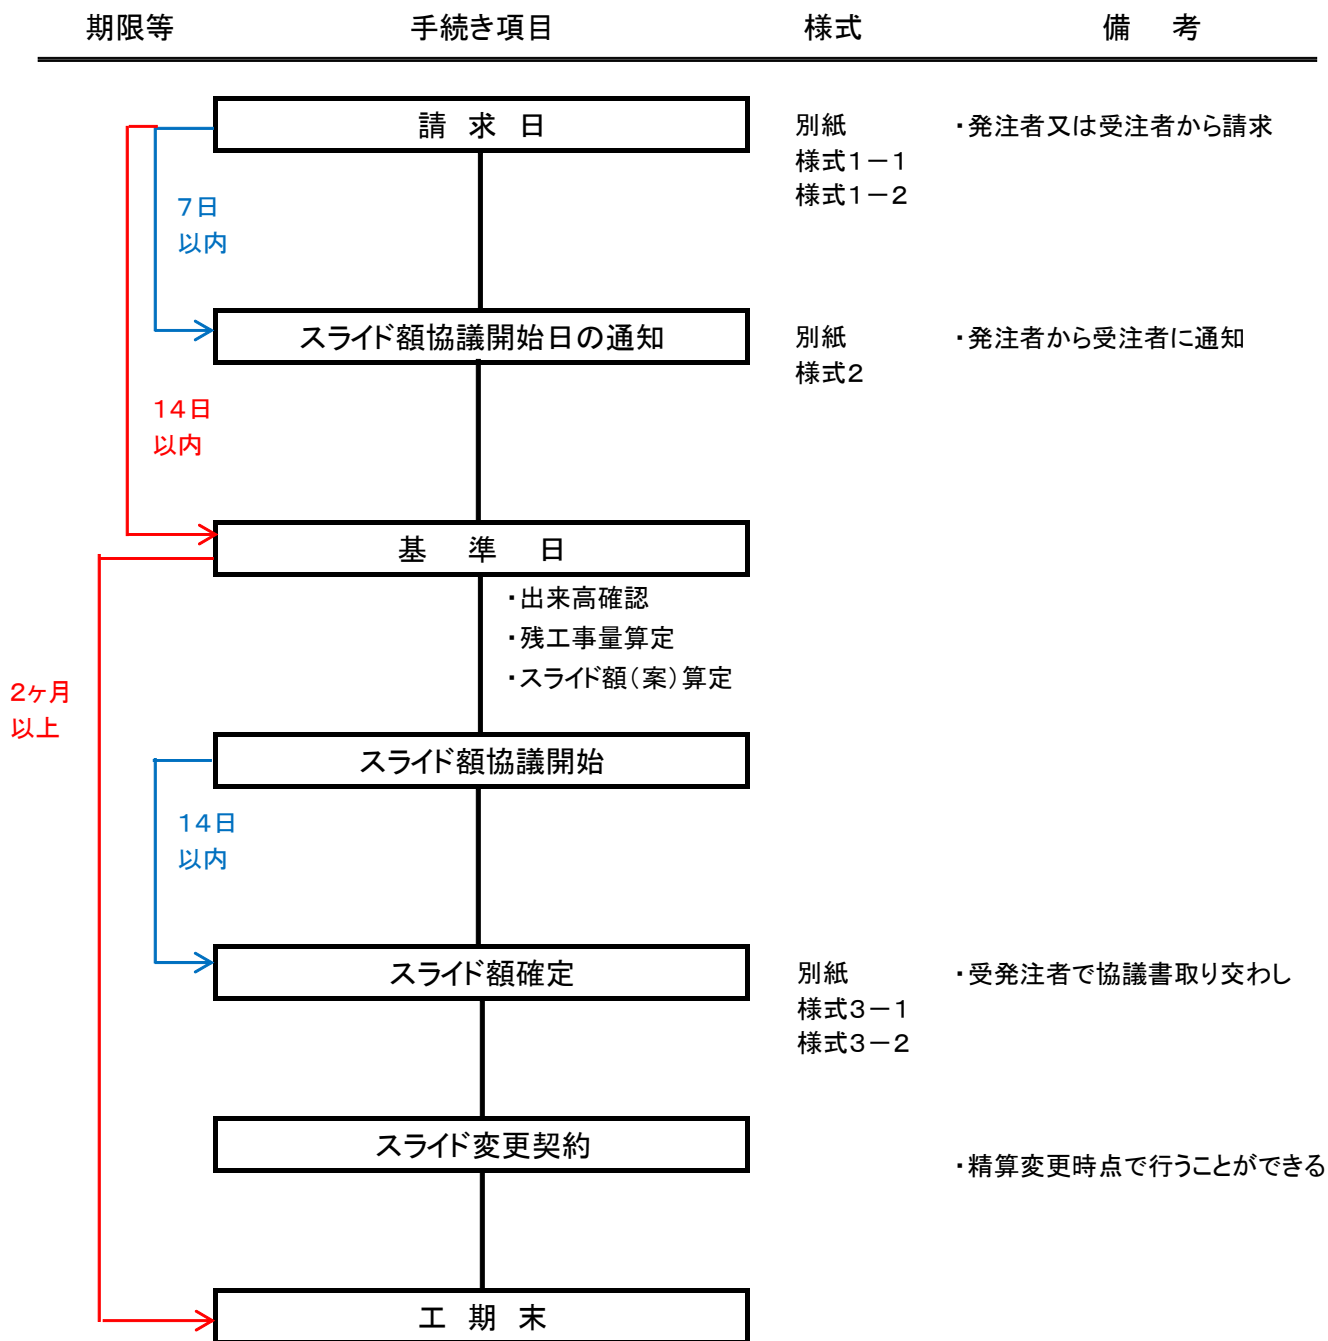 期限等 手続き項目 様式 備 考
請 求 日 別紙 ・発注者又は受注者から請求
様式１－１
様式１－２
７日
以内
スライド額協議開始日の通知 別紙 ・発注者から受注者に通知
様式２
１４日
以内
基 準 日
・出来高確認
・残工事量算定
・スライド額（案）算定
２ヶ月
以上
スライド額協議開始
１４日
以内
スライド額確定 別紙 ・受発注者で協議書取り交わし
様式３－１
様式３－２
スライド変更契約
・精算変更時点で行うことができる
工 期 末